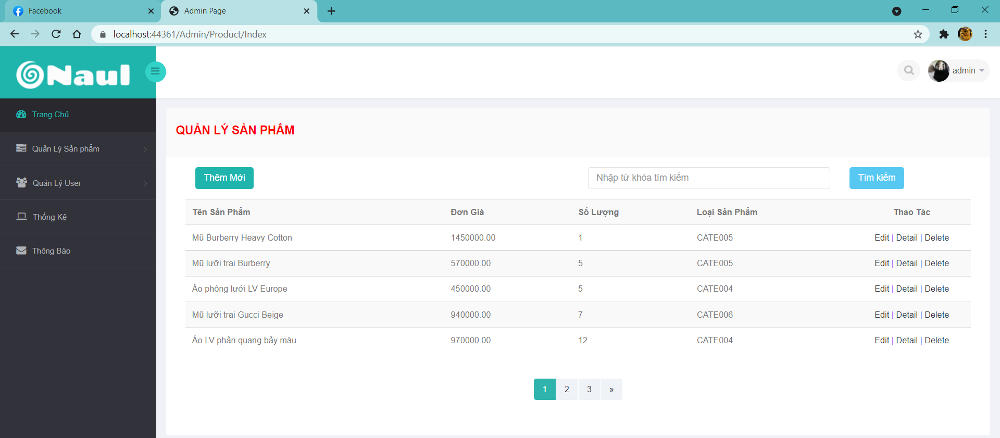 Facebook
Admin Page
localhost:44361/Admin/Product/Index
Naul
admin
Trang Chủ
Quản Lý Sản phẩm
Quản Lý User
Thống Kê
Thông Báo
QUẢN LÝ SẢN PHẨM
Thêm Mới
Nhập từ khóa tìm kiếm
Tìm kiếm
Tên Sản Phẩm Đơn Giá Số Lượng Loại Sản Phẩm Thao Tác
Mũ Burberry Heavy Cotton 1450000.00 1 CATE005 Edit | Detail | Delete
Mũ lưỡi trai Burberry 570000.00 5 CATE005 Edit | Detail | Delete
Áo phông lưới LV Europe 450000.00 5 CATE004 Edit | Detail | Delete
Mũ lưỡi trai Gucci Beige 940000.00 7 CATE006 Edit | Detail | Delete
Áo LV phản quang bảy màu 970000.00 12 CATE004 Edit | Detail | Delete
1 2 3 »